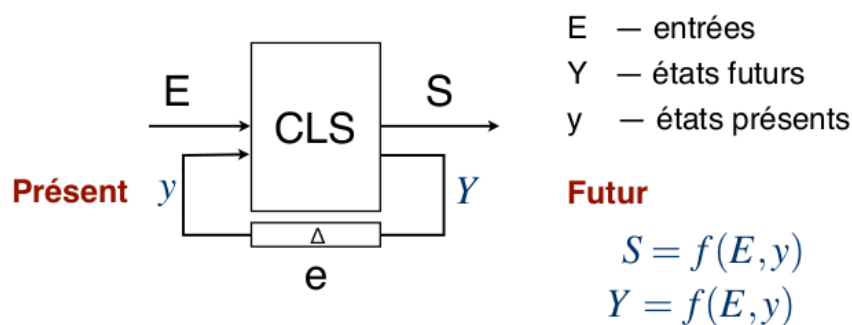 E
S
CLS
y
Y
Présent
Δ
e
E — entrées
Y — états futurs
y — états présents
Futur
S = f(E,y)
Y = f(E,y)